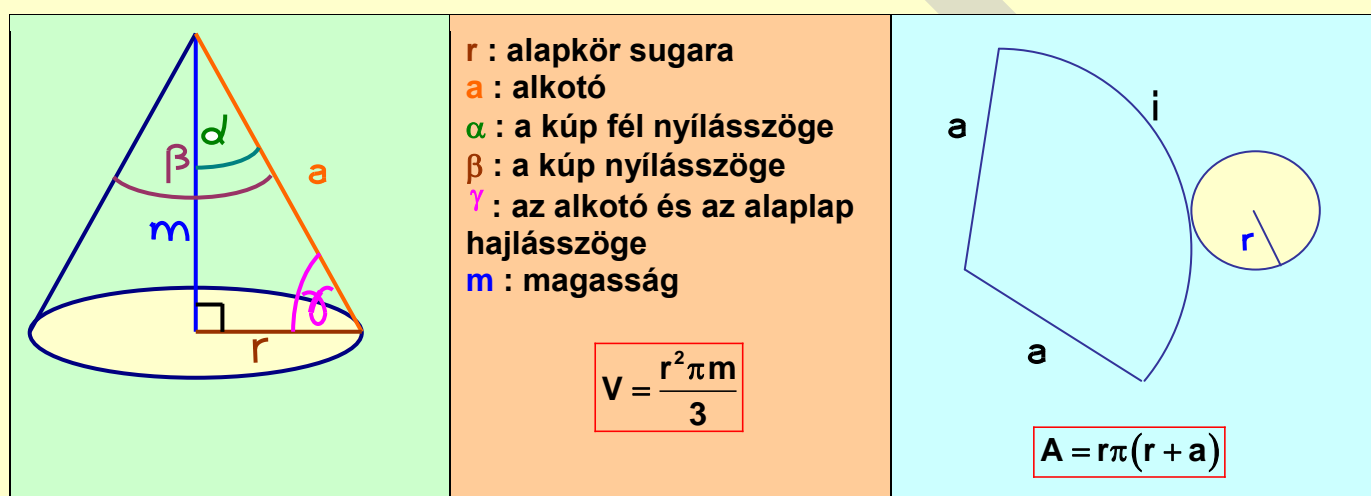 α
β
a
m
γ
r
r : alapkör sugara
a : alkotó
α : a kúp fél nyílásszöge
β : a kúp nyílásszöge
γ : az alkotó és az alaplap
hajlásszöge
m : magasság
V = r²πm / 3
a
i
r
a
A = rπ(r + a)